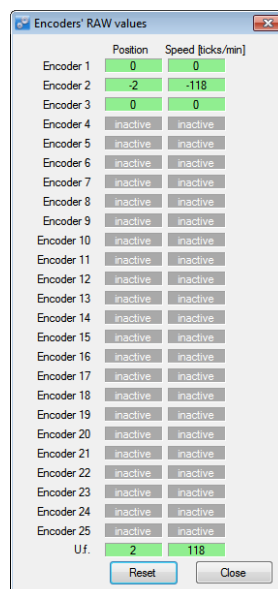 Encoders' RAW values
Position Speed [ticks/min]
Encoder 1 0 0
Encoder 2 -2 -118
Encoder 3 0 0
Encoder 4 inactive inactive
Encoder 5 inactive inactive
Encoder 6 inactive inactive
Encoder 7 inactive inactive
Encoder 8 inactive inactive
Encoder 9 inactive inactive
Encoder 10 inactive inactive
Encoder 11 inactive inactive
Encoder 12 inactive inactive
Encoder 13 inactive inactive
Encoder 14 inactive inactive
Encoder 15 inactive inactive
Encoder 16 inactive inactive
Encoder 17 inactive inactive
Encoder 18 inactive inactive
Encoder 19 inactive inactive
Encoder 20 inactive inactive
Encoder 21 inactive inactive
Encoder 22 inactive inactive
Encoder 23 inactive inactive
Encoder 24 inactive inactive
Encoder 25 inactive inactive
U.f. 2 118
Reset Close